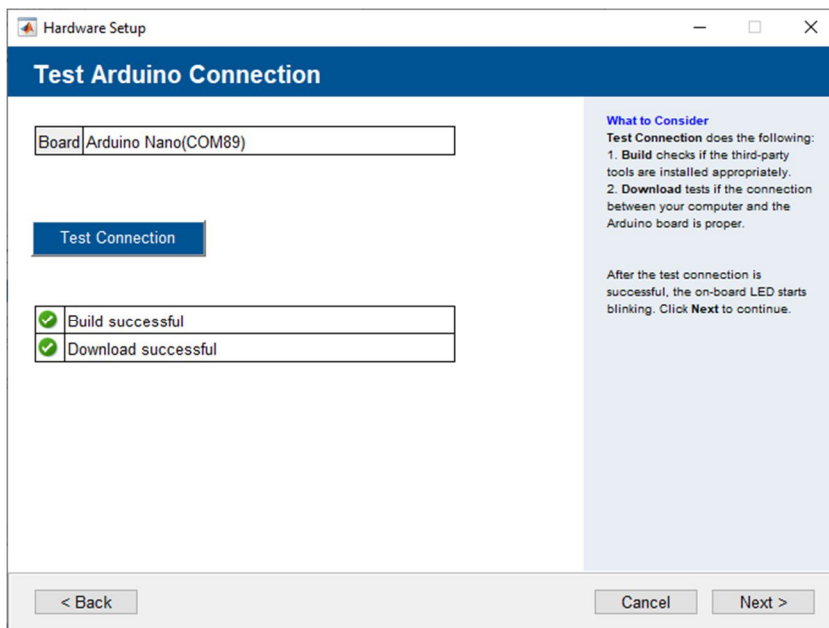 Hardware Setup
Test Arduino Connection
Board Arduino Nano(COM89)
Test Connection
Build successful
Download successful
What to Consider
Test Connection does the following:
1. Build checks if the third-party
tools are installed appropriately.
2. Download tests if the connection
between your computer and the
Arduino board is proper.
After the test connection is
successful, the on-board LED starts
blinking. Click Next to continue.
< Back
Cancel
Next >